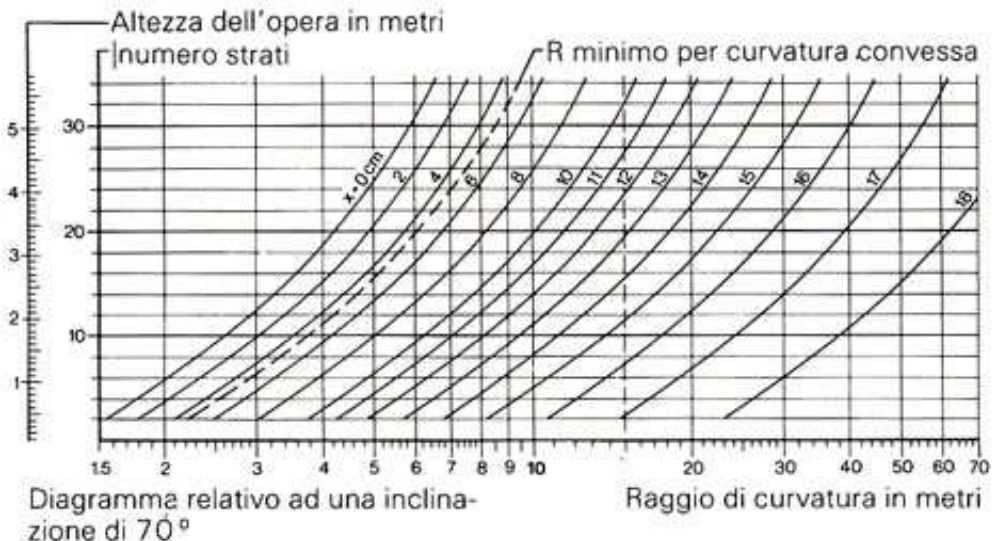 Altezza dell'opera in metri
numero strati
R minimo per curvatura convessa
5
4
3
2
1
30
20
10
x=0cm
2
4
6
8
10
11
12
13
14
15
16
17
18
1.5 2 3 4 5 6 7 8 9 10 20 30 40 50 60 70
Diagramma relativo ad una inclina-
zione di 70°
Raggio di curvatura in metri